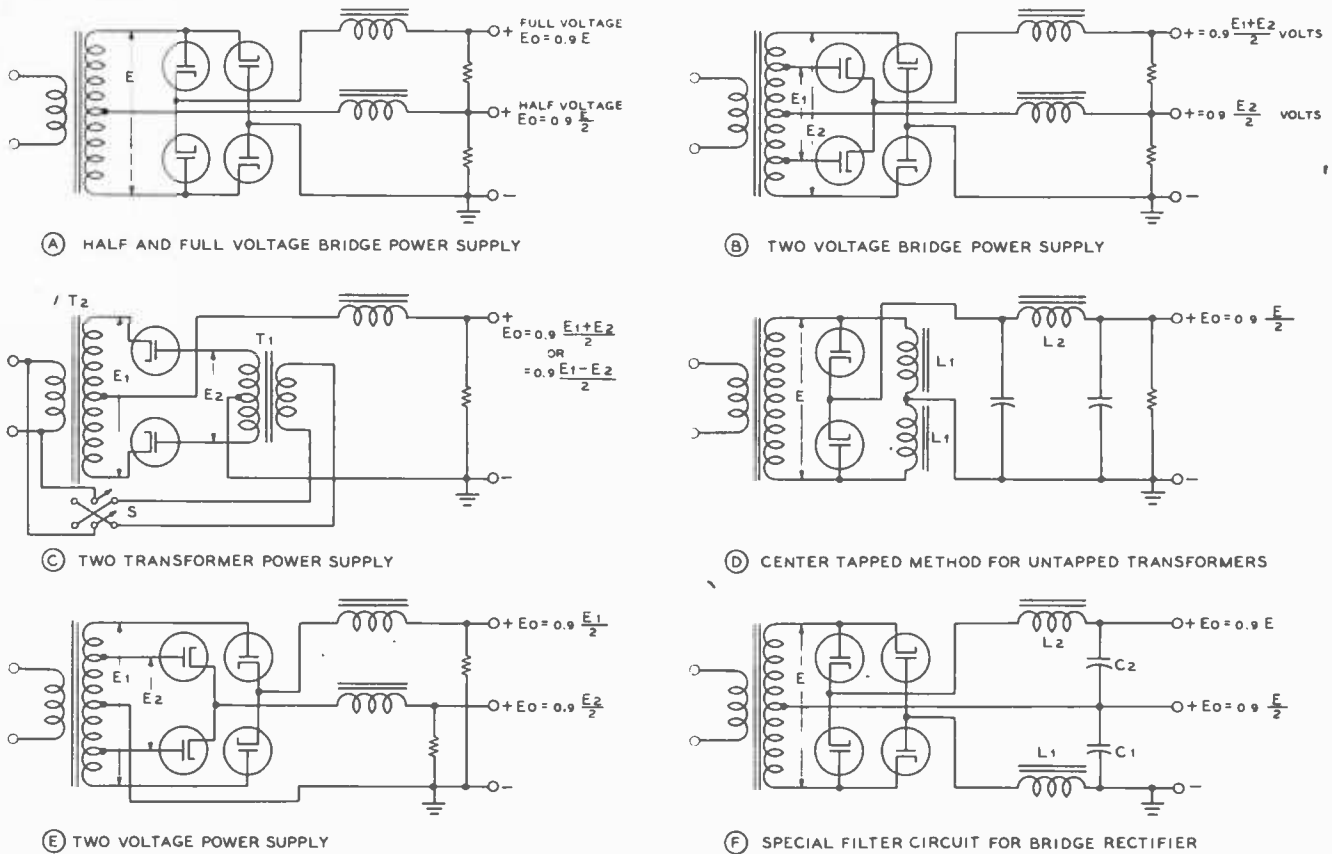 FULL VOLTAGE
+ E0 = 0.9 E
E
HALF VOLTAGE
+ E0 = 0.9 E/2
-
A HALF AND FULL VOLTAGE BRIDGE POWER SUPPLY
+ = 0.9 E1+E2/2 VOLTS
E1
E2
+ = 0.9 E2/2 VOLTS
-
B TWO VOLTAGE BRIDGE POWER SUPPLY
T2
+
E0 = 0.9 E1+E2/2
OR
= 0.9 E1-E2/2
T1
E1
E2
-
S
C TWO TRANSFORMER POWER SUPPLY
+ E0 = 0.9 E/2
L2
L1
E
L1
-
D CENTER TAPPED METHOD FOR UNTAPPED TRANSFORMERS
+ E0 = 0.9 E1/2
E1
E2
+ E0 = 0.9 E2/2
-
E TWO VOLTAGE POWER SUPPLY
+ E0 = 0.9 E
L2
C2
E
+ E0 = 0.9 E/2
L1
C1
-
F SPECIAL FILTER CIRCUIT FOR BRIDGE RECTIFIER